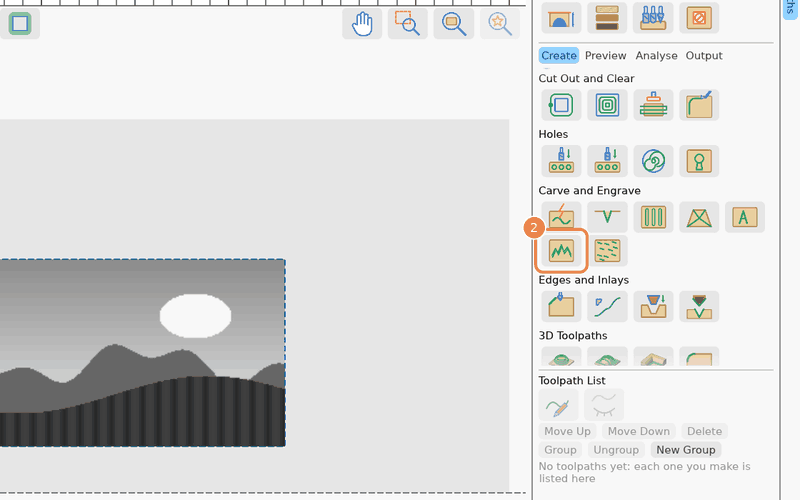 hs
Create Preview Analyse Output
Cut Out and Clear
Holes
Carve and Engrave
A
2
Edges and Inlays
3D Toolpaths
Toolpath List
Move Up Move Down Delete
Group Ungroup New Group
No toolpaths yet: each one you make is
listed here